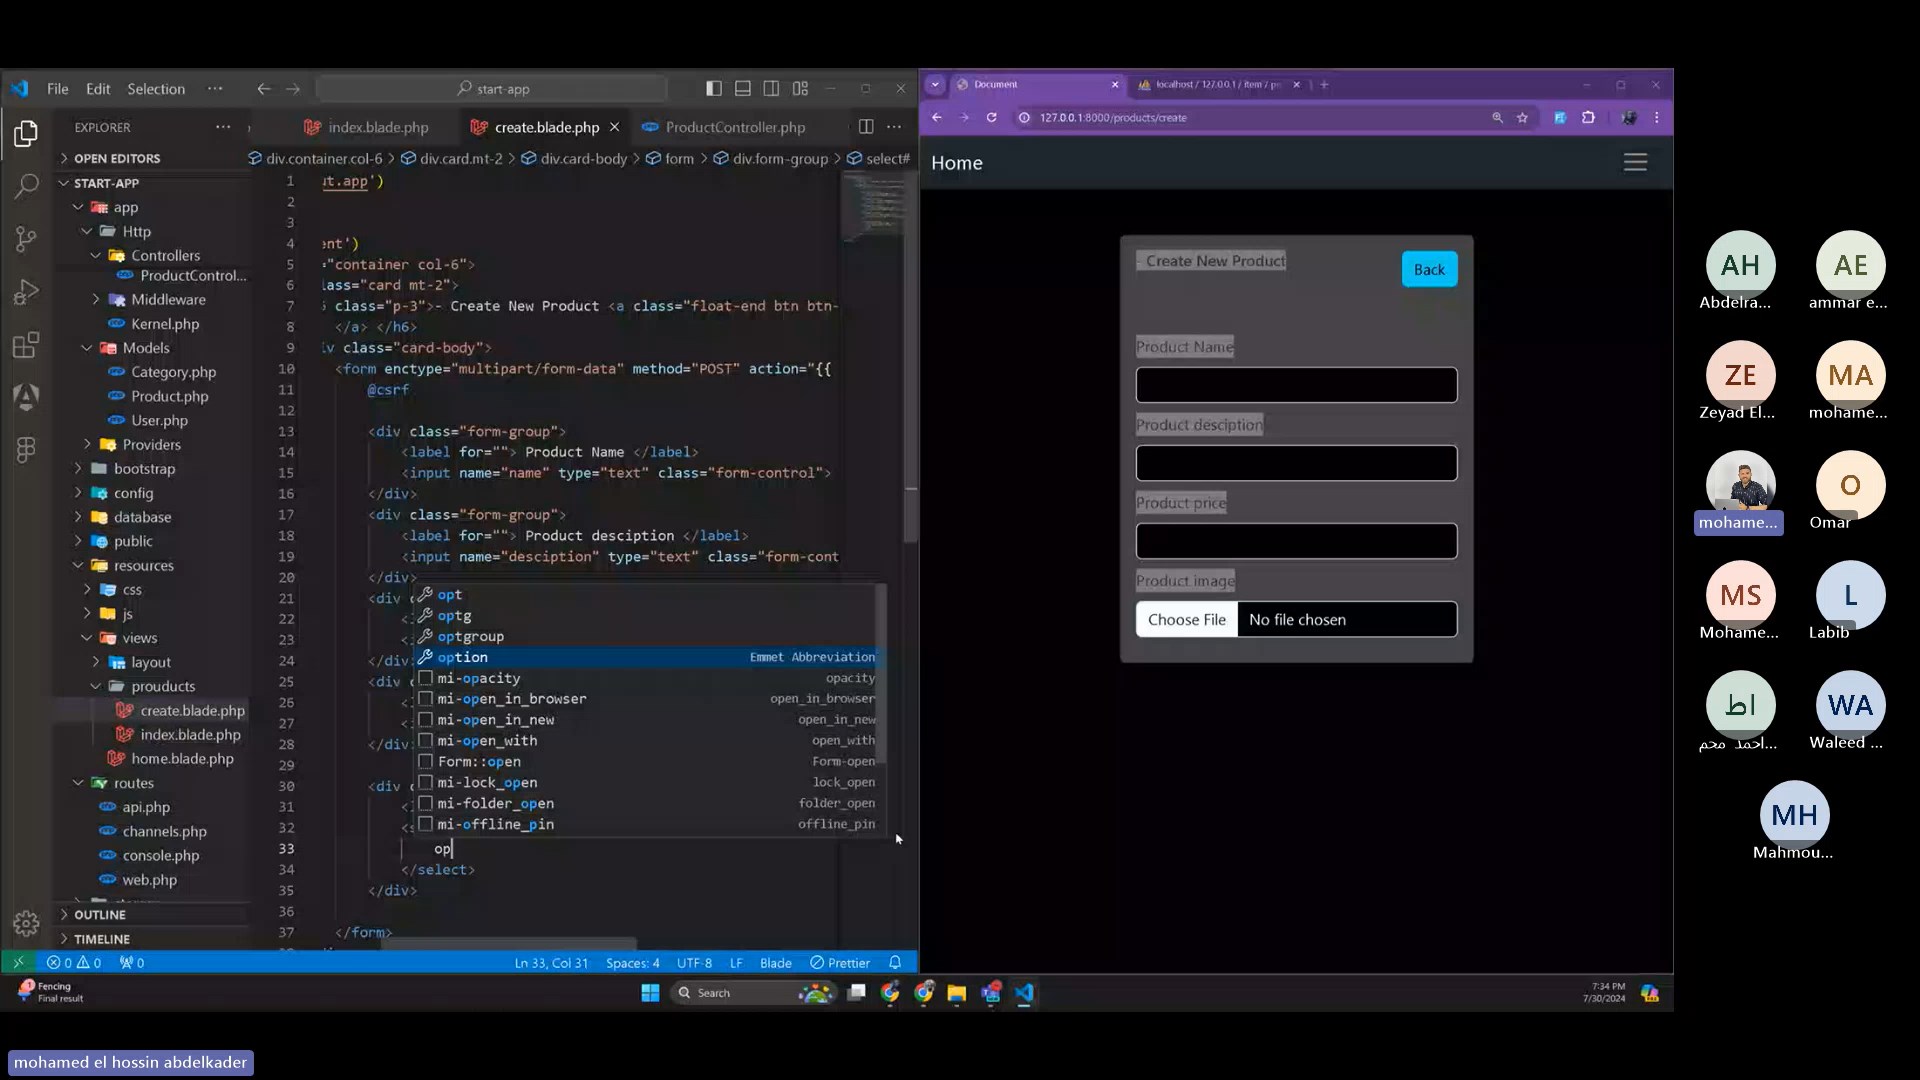 File Edit Selection ···
start-app
EXPLORER ···
OPEN EDITORS
START-APP
app
Http
Controllers
ProductControl...
Middleware
Kernel.php
Models
Category.php
Product.php
User.php
Providers
bootstrap
config
database
public
resources
css
js
views
layout
prouducts
create.blade.php
index.blade.php
home.blade.php
routes
api.php
channels.php
console.php
web.php
OUTLINE
TIMELINE
index.blade.php
create.blade.php
ProductController.php
div.container.col-6 > div.card.mt-2 > div.card-body > form > div.form-group > select#
1 ut.app')
2
3
4 ent')
5 ="container col-6">
6 lass="card mt-2">
7 class="p-3">- Create New Product <a class="float-end btn btn-
8 </a> </h6>
9 iv class="card-body">
10 <form enctype="multipart/form-data" method="POST" action="{{
11 @csrf
12
13 <div class="form-group">
14 <label for=""> Product Name </label>
15 <input name="name" type="text" class="form-control">
16 </div>
17 <div class="form-group">
18 <label for=""> Product desciption </label>
19 <input name="desciption" type="text" class="form-cont
20 </div>
21 <div
22
23
24 </div>
25 <div
26
27
28 </div>
29
30 <div
31
32
33 op
34 </select>
35 </div>
36
37 </form>
opt
optg
optgroup
option Emmet Abbreviation
mi-opacity opacity
mi-open_in_browser open_in_browser
mi-open_in_new open_in_new
mi-open_with open_with
Form::open Form-open
mi-lock_open lock_open
mi-folder_open folder_open
mi-offline_pin offline_pin
0 0 0
Ln 33, Col 31 Spaces: 4 UTF-8 LF Blade Prettier
Document
localhost / 127.0.0.1 / item7 / pr
127.0.0.1:8000/products/create
Home
- Create New Product
Back
Product Name
Product desciption
Product price
Product image
Choose File No file chosen
1
Fencing
Final result
Search
7:34 PM
7/30/2024
AH
Abdelra...
AE
ammar e...
ZE
Zeyad El...
MA
mohame...
mohame...
O
Omar
MS
Mohame...
L
Labib
اط
احمد محم...
WA
Waleed ...
MH
Mahmou...
mohamed el hossin abdelkader